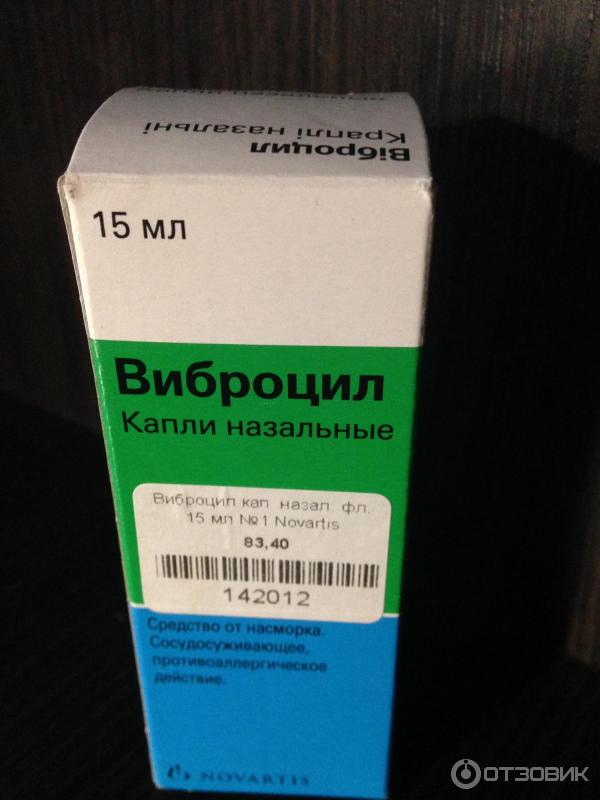 Віброцил
Краплі назальні
15 мл
Виброцил
Капли назальные
Виброцил кап. назал. фл.
15 мл №1 Novartis
83,40
142012
Средство от насморка.
Сосудосуживающее,
противоаллергическое
действие.
NOVARTIS
ОТЗОВИК